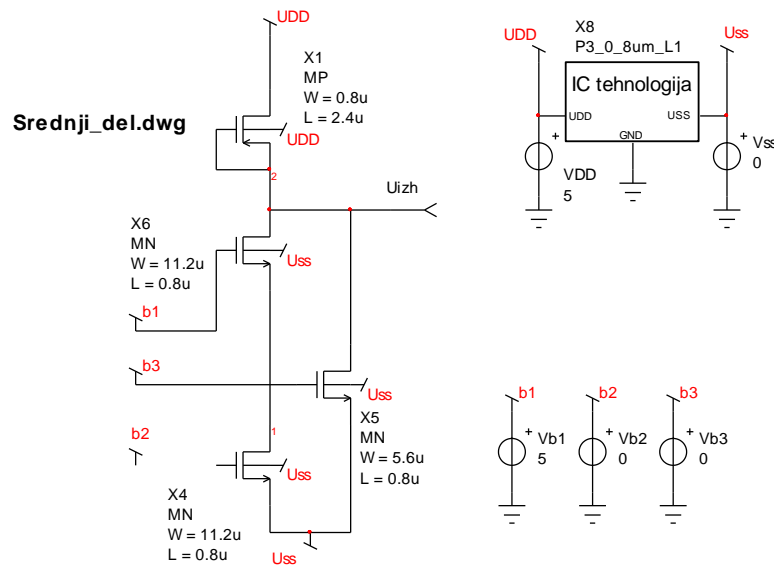 UDD
X1
MP
W = 0.8u
L = 2.4u
Srednji_del.dwg
UDD
2
Uizh
X6
MN
W = 11.2u
L = 0.8u
Uss
b1
b3
Uss
b2
1
X5
MN
W = 5.6u
L = 0.8u
Uss
X4
MN
W = 11.2u
L = 0.8u
Uss
UDD
X8
P3_0_8um_L1
Uss
IC tehnologija
UDD
USS
GND
+
VDD
5
+
Vss
0
b1
b2
b3
+ Vb1
5
+ Vb2
0
+ Vb3
0